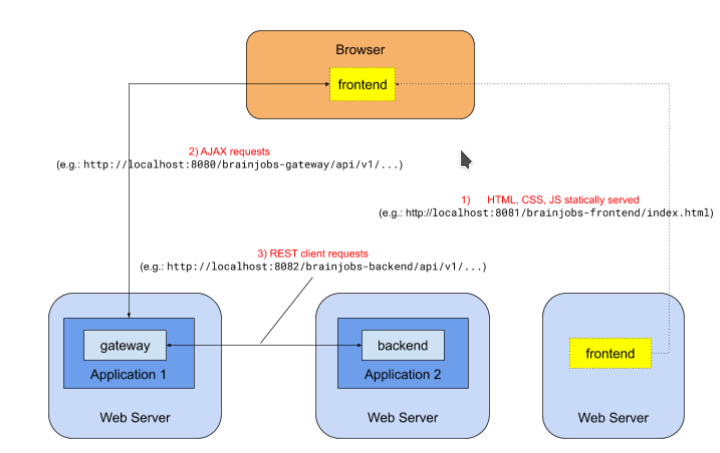 Browser
frontend
2) AJAX requests
(e.g.: http://localhost:8080/brainjobs-gateway/api/v1/...)
1) HTML, CSS, JS statically served
(e.g.: http://localhost:8081/brainjobs-frontend/index.html)
3) REST client requests
(e.g.: http://localhost:8082/brainjobs-backend/api/v1/...)
gateway
Application 1
Web Server
backend
Application 2
Web Server
frontend
Web Server